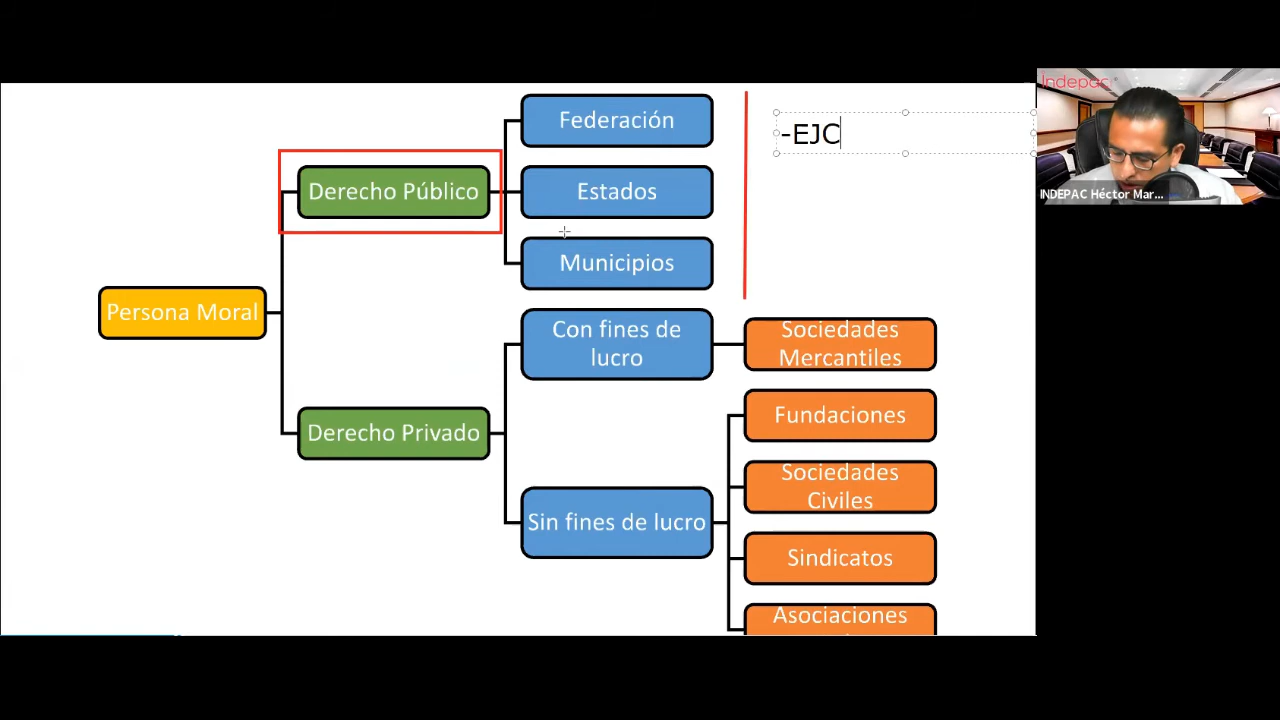 Federación
-EJC
Indepac
Derecho Público
Estados
INDEPAC Héctor Mar...
Municipios
Persona Moral
Con fines de
lucro
Sociedades
Mercantiles
Fundaciones
Derecho Privado
Sociedades
Civiles
Sin fines de lucro
Sindicatos
Asociaciones